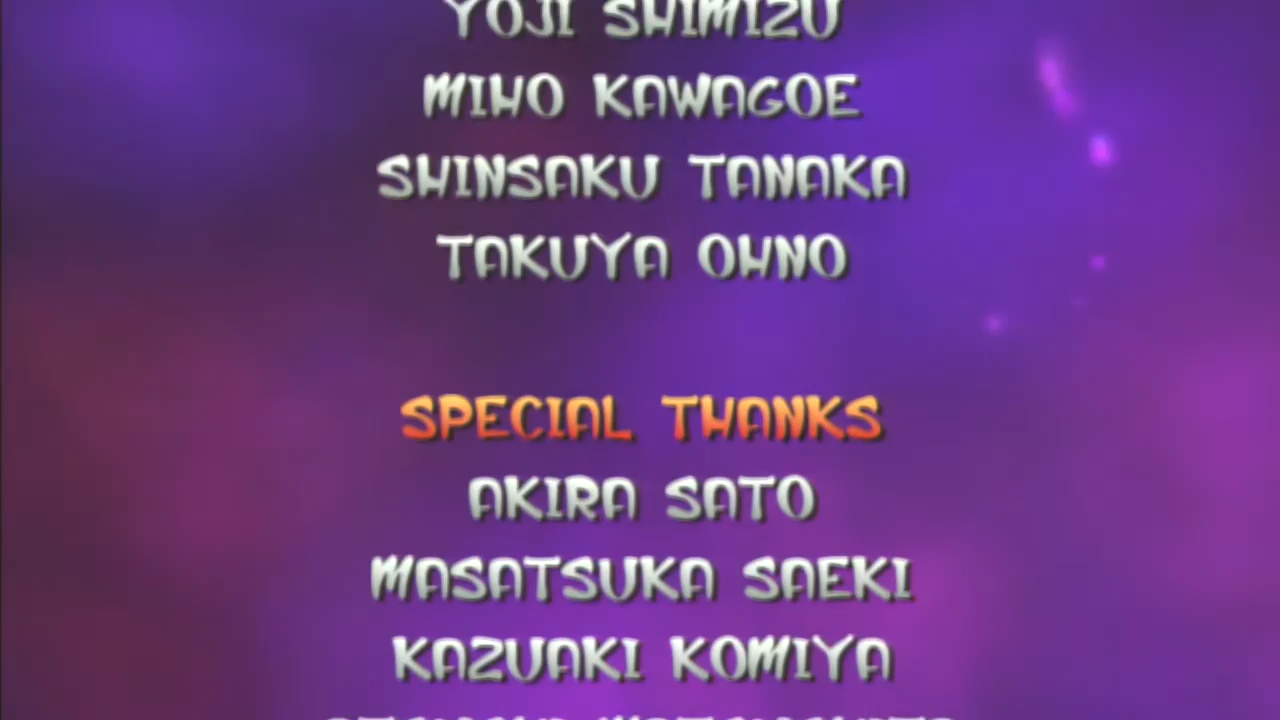 YOJI SHIMIZU
MIHO KAWAGOE
SHINSAKU TANAKA
TAKUYA OHNO
SPECIAL THANKS
AKIRA SATO
MASATSUKA SAEKI
KAZUAKI KOMIYA